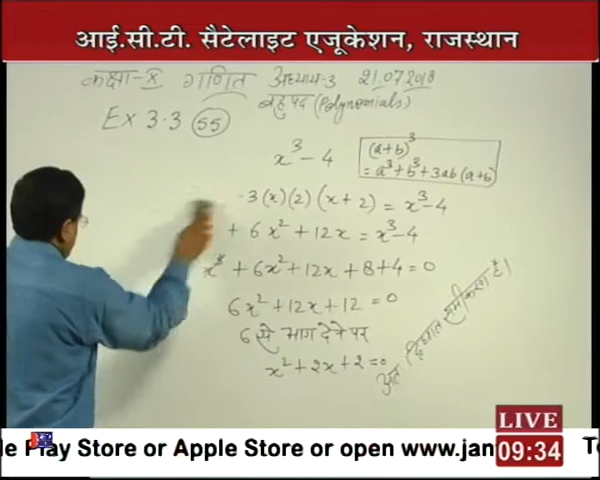 आई.सी.टी. सैटेलाइट एजूकेशन, राजस्थान
कक्षा-X गणित अध्याय-3 21.07.2018
बहुपद (Polynomials)
Ex 3.3 (55)
x³-4
(a+b)³
= a³+b³+3ab(a+b)
3(x)(2)(x+2) = x³-4
+ 6x²+12x = x³-4
x³ + 6x²+12x+8+4=0
6x²+12x+12=0
6 से भाग देने पर
x²+2x+2=0
अतः द्विघात समीकरण है।
LIVE
09:34
le Play Store or Apple Store or open www.jan